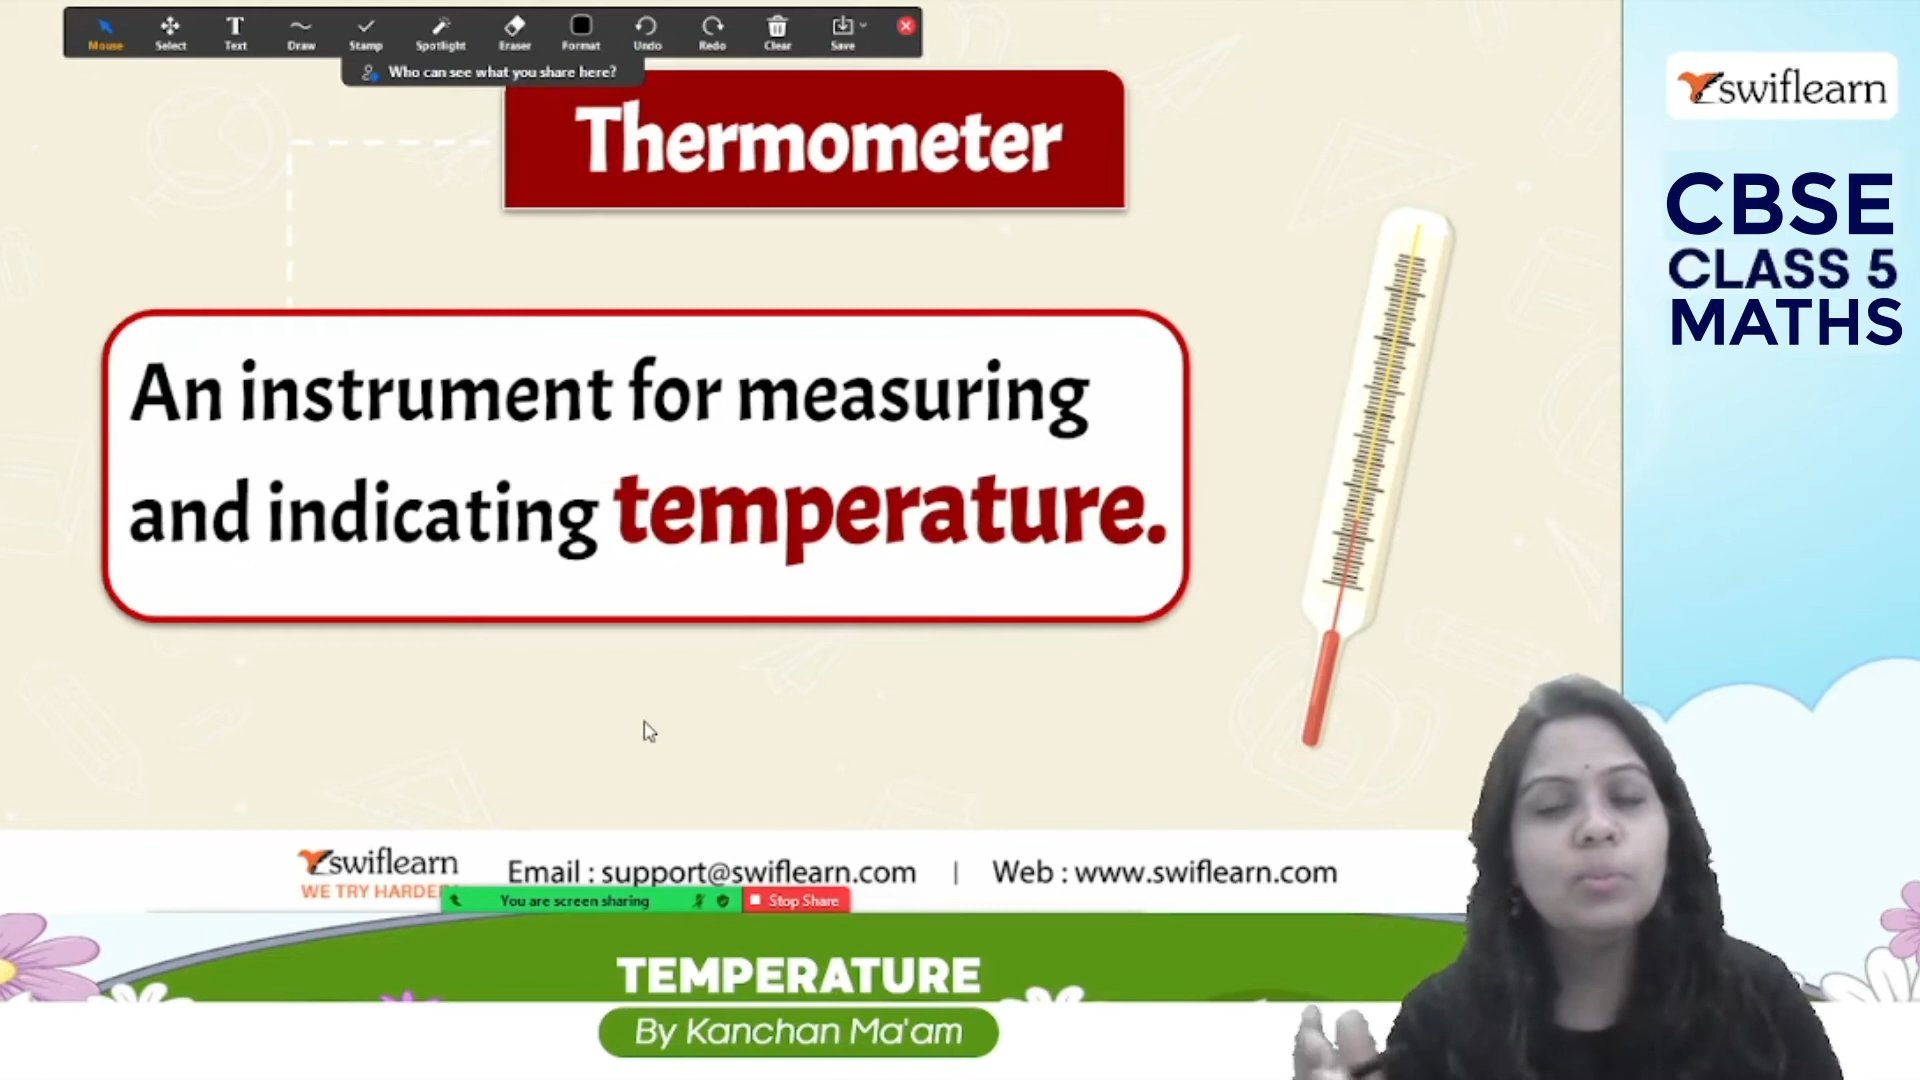 Mouse Select Text Draw Stamp Spotlight Eraser Format Undo Redo Clear Save
Who can see what you share here?
Thermometer
An instrument for measuring
and indicating temperature.
swiflearn
CBSE
CLASS 5
MATHS
swiflearn
WE TRY HARDER
Email : support@swiflearn.com | Web : www.swiflearn.com
You are screen sharing Stop Share
TEMPERATURE
By Kanchan Ma'am